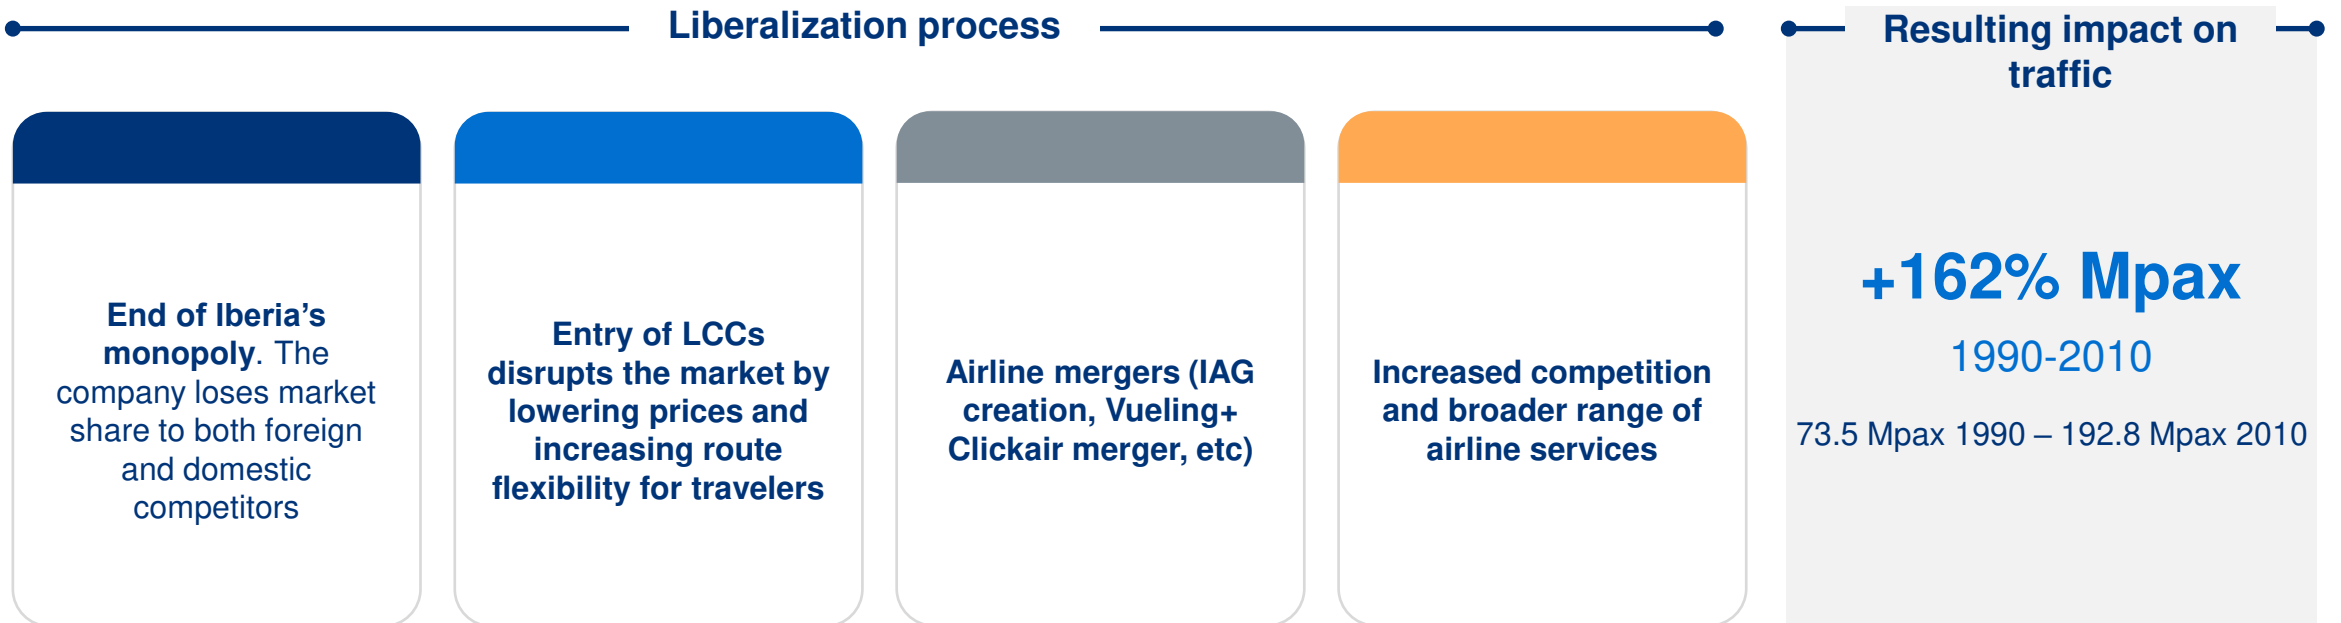 Liberalization process
Resulting impact on
traffic
End of Iberia’s
monopoly. The
company loses market
share to both foreign
and domestic
competitors
Entry of LCCs
disrupts the market by
lowering prices and
increasing route
flexibility for travelers
Airline mergers (IAG
creation, Vueling+
Clickair merger, etc)
Increased competition
and broader range of
airline services
+162% Mpax
1990-2010
73.5 Mpax 1990 – 192.8 Mpax 2010